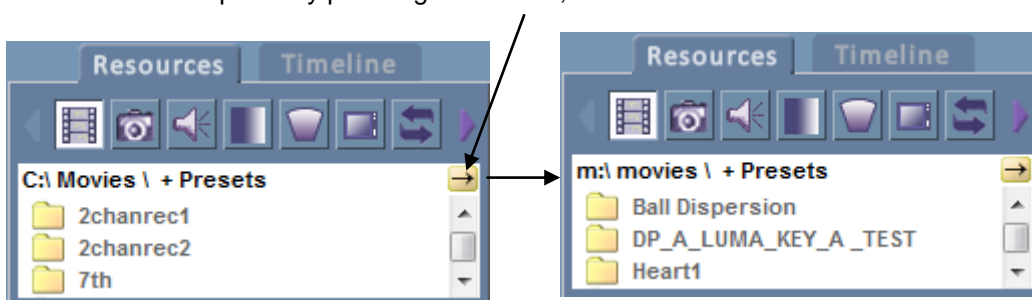 Resources Timeline
C:\ Movies \ + Presets →
2chanrec1
2chanrec2
7th
Resources Timeline
m:\ movies \ + Presets →
Ball Dispersion
DP_A_LUMA_KEY_A _TEST
Heart1